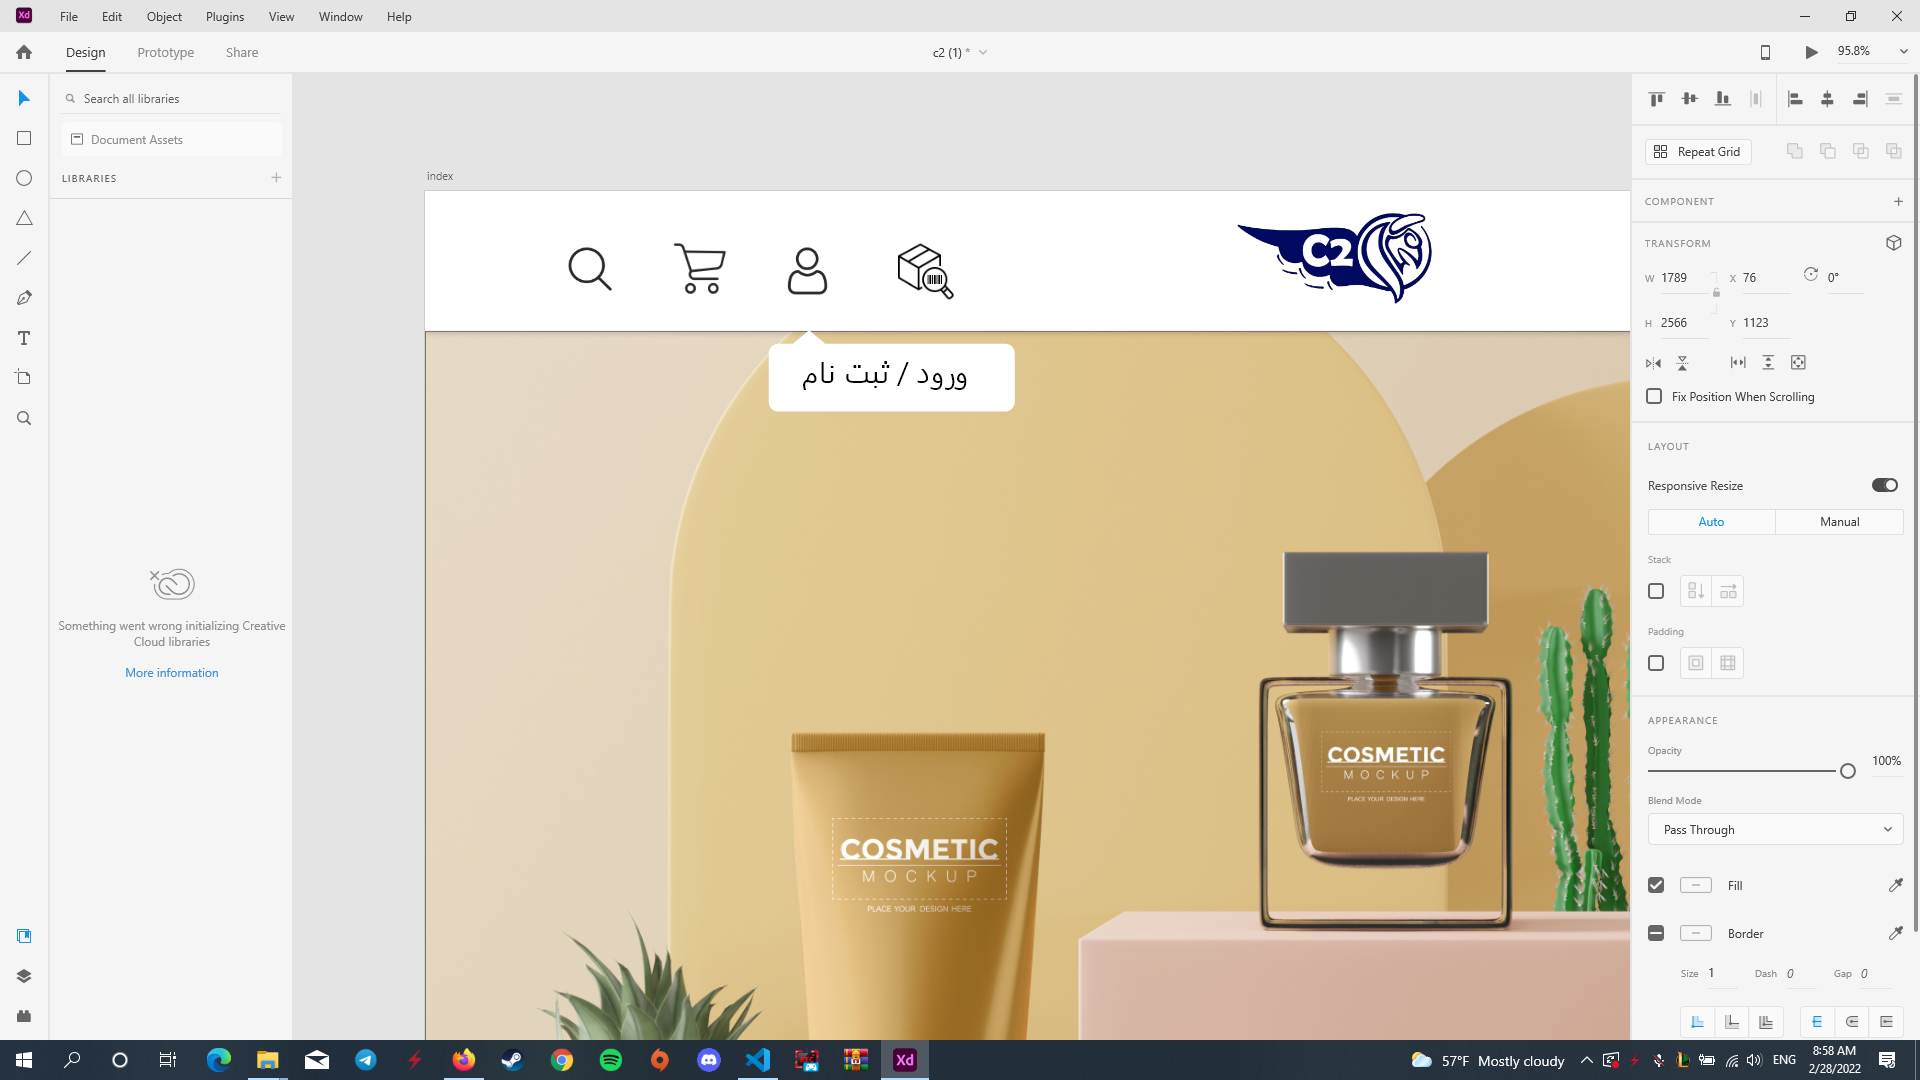 Xd File Edit Object Plugins View Window Help
Design Prototype Share
c2 (1) *
95.8%
Search all libraries
Document Assets
LIBRARIES
Something went wrong initializing Creative
Cloud libraries
More information
index
C2
ورود / ثبت نام
COSMETIC
MOCKUP
PLACE YOUR DESIGN HERE
COSMETIC
MOCKUP
PLACE YOUR DESIGN HERE
Repeat Grid
COMPONENT
TRANSFORM
W 1789 X 76 0°
H 2566 Y 1123
Fix Position When Scrolling
LAYOUT
Responsive Resize
Auto Manual
Stack
Padding
APPEARANCE
Opacity
100%
Blend Mode
Pass Through
Fill
Border
Size 1 Dash 0 Gap 0
Xd
57°F Mostly cloudy
ENG
8:58 AM
2/28/2022